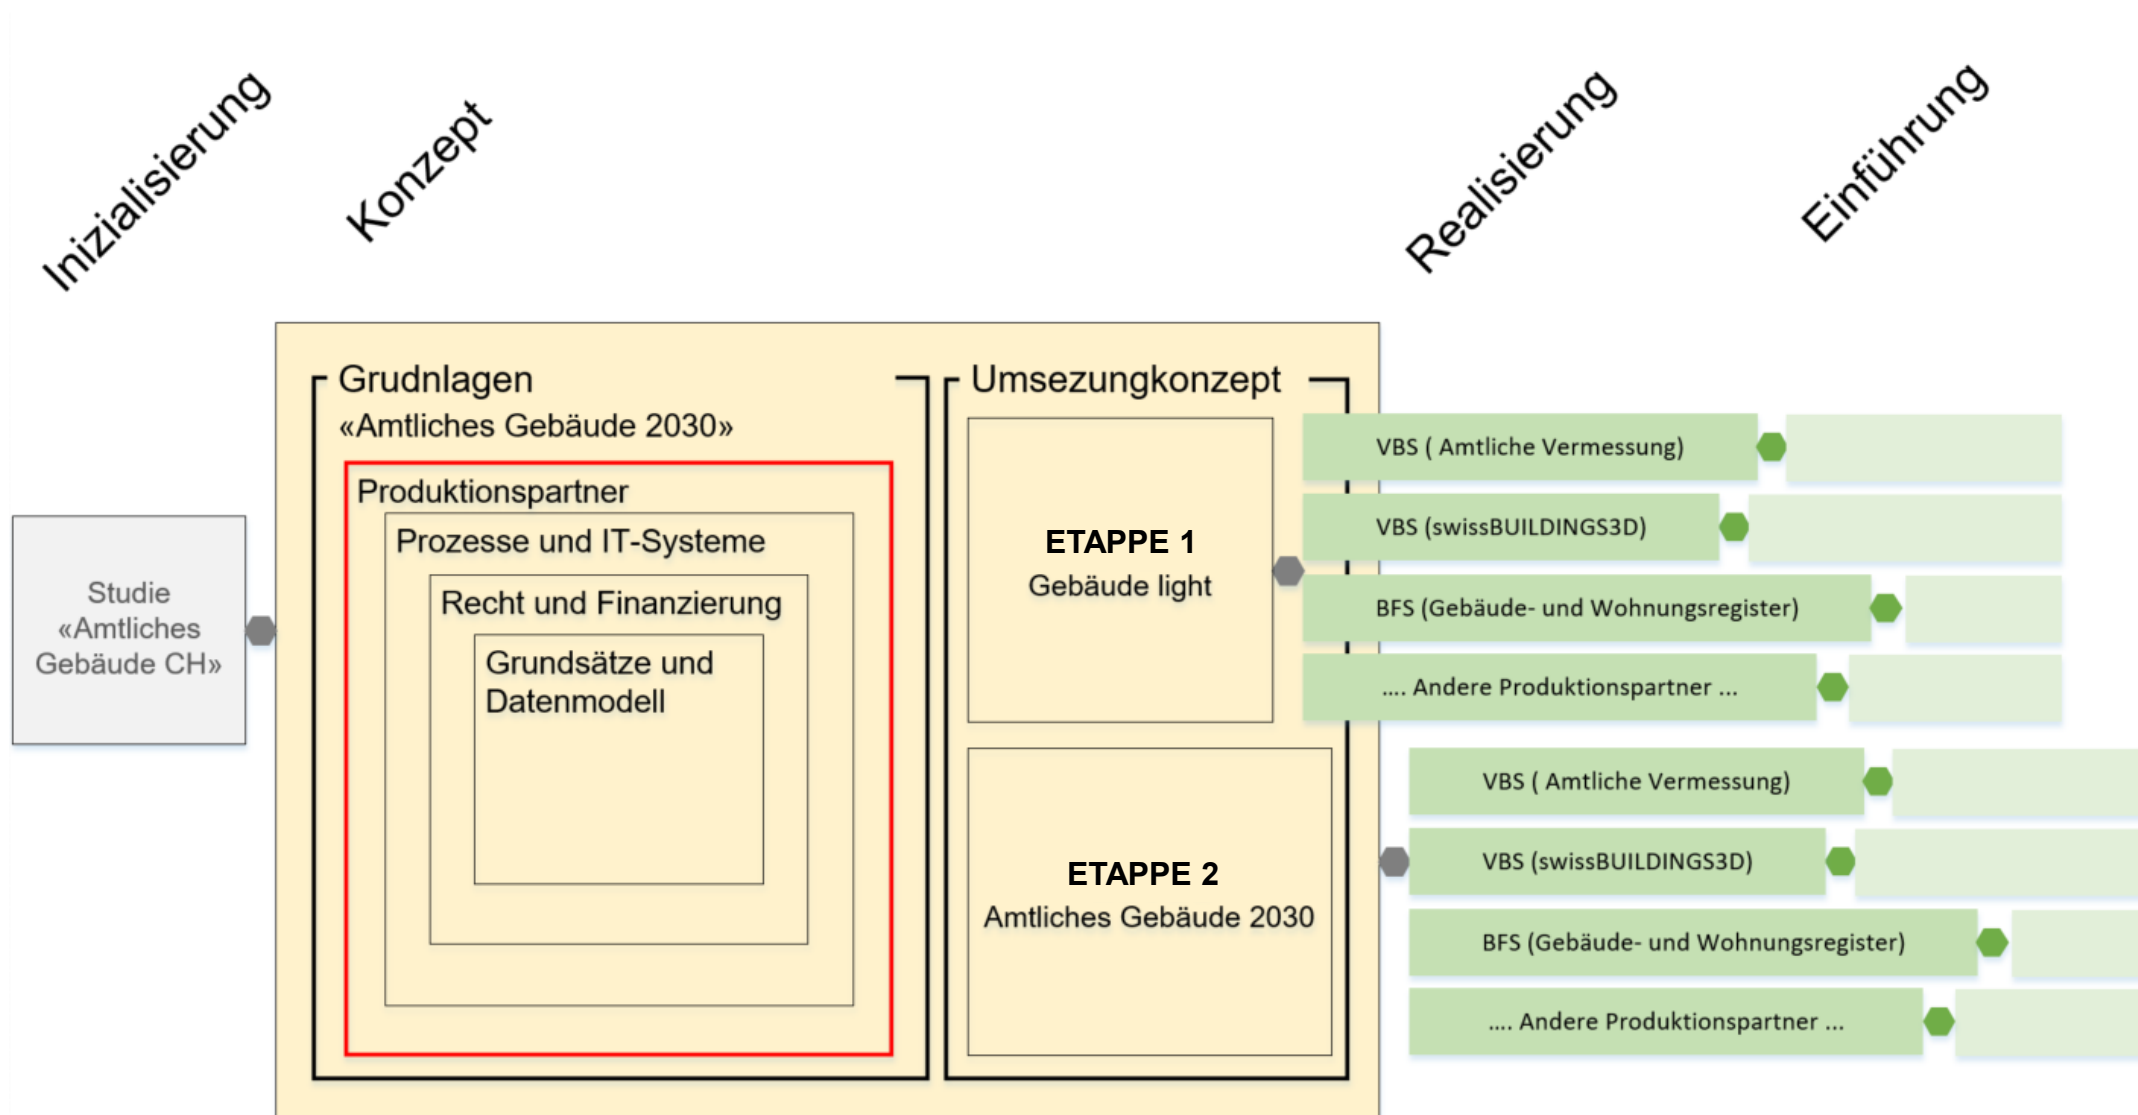 Inizialisierung
Konzept
Realisierung
Einführung
Studie
«Amtliches
Gebäude CH»
Grudnlagen
«Amtliches Gebäude 2030»
Produktionspartner
Prozesse und IT-Systeme
Recht und Finanzierung
Grundsätze und
Datenmodell
Umsezungkonzept
ETAPPE 1
Gebäude light
ETAPPE 2
Amtliches Gebäude 2030
VBS ( Amtliche Vermessung)
VBS (swissBUILDINGS3D)
BFS (Gebäude- und Wohnungsregister)
.... Andere Produktionspartner ...
VBS ( Amtliche Vermessung)
VBS (swissBUILDINGS3D)
BFS (Gebäude- und Wohnungsregister)
.... Andere Produktionspartner ...